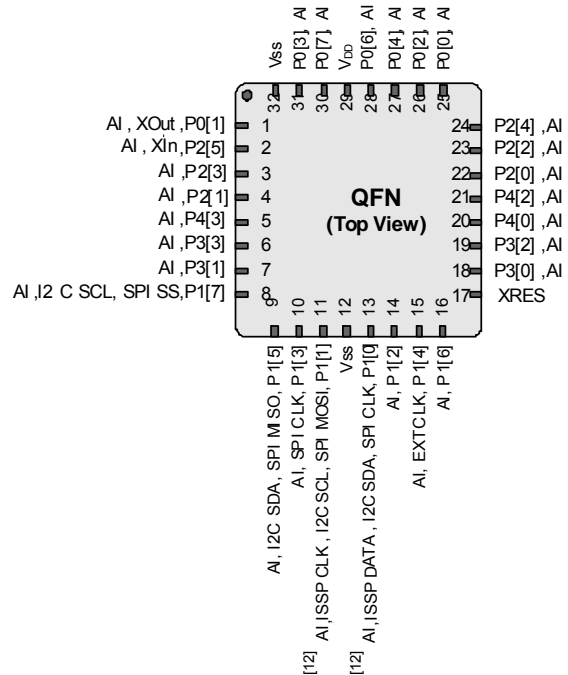 Vss
P0[3], AI
P0[7], AI
VDD
P0[6], AI
P0[4], AI
P0[2], AI
P0[0], AI
32
31
30
29
28
27
26
25
AI , XOut ,P0[1]
1
AI , XIn ,P2[5]
2
AI ,P2[3]
3
AI ,P2[1]
4
AI ,P4[3]
5
AI ,P3[3]
6
AI ,P3[1]
7
AI ,I2 C SCL, SPI SS,P1[7]
8
QFN
(Top View)
24
P2[4] ,AI
23
P2[2] ,AI
22
P2[0] ,AI
21
P4[2] ,AI
20
P4[0] ,AI
19
P3[2] ,AI
18
P3[0] ,AI
17
XRES
9
10
11
12
13
14
15
16
AI, I2C SDA, SPI MISO, P1[5]
AI, SPI CLK, P1[3]
[12] AI,ISSP CLK , I2C SCL, SPI MOSI, P1[1]
Vss
[12] AI,ISSP DATA , I2C SDA, SPI CLK, P1[0]
AI, P1[2]
AI, EXTCLK, P1[4]
AI, P1[6]